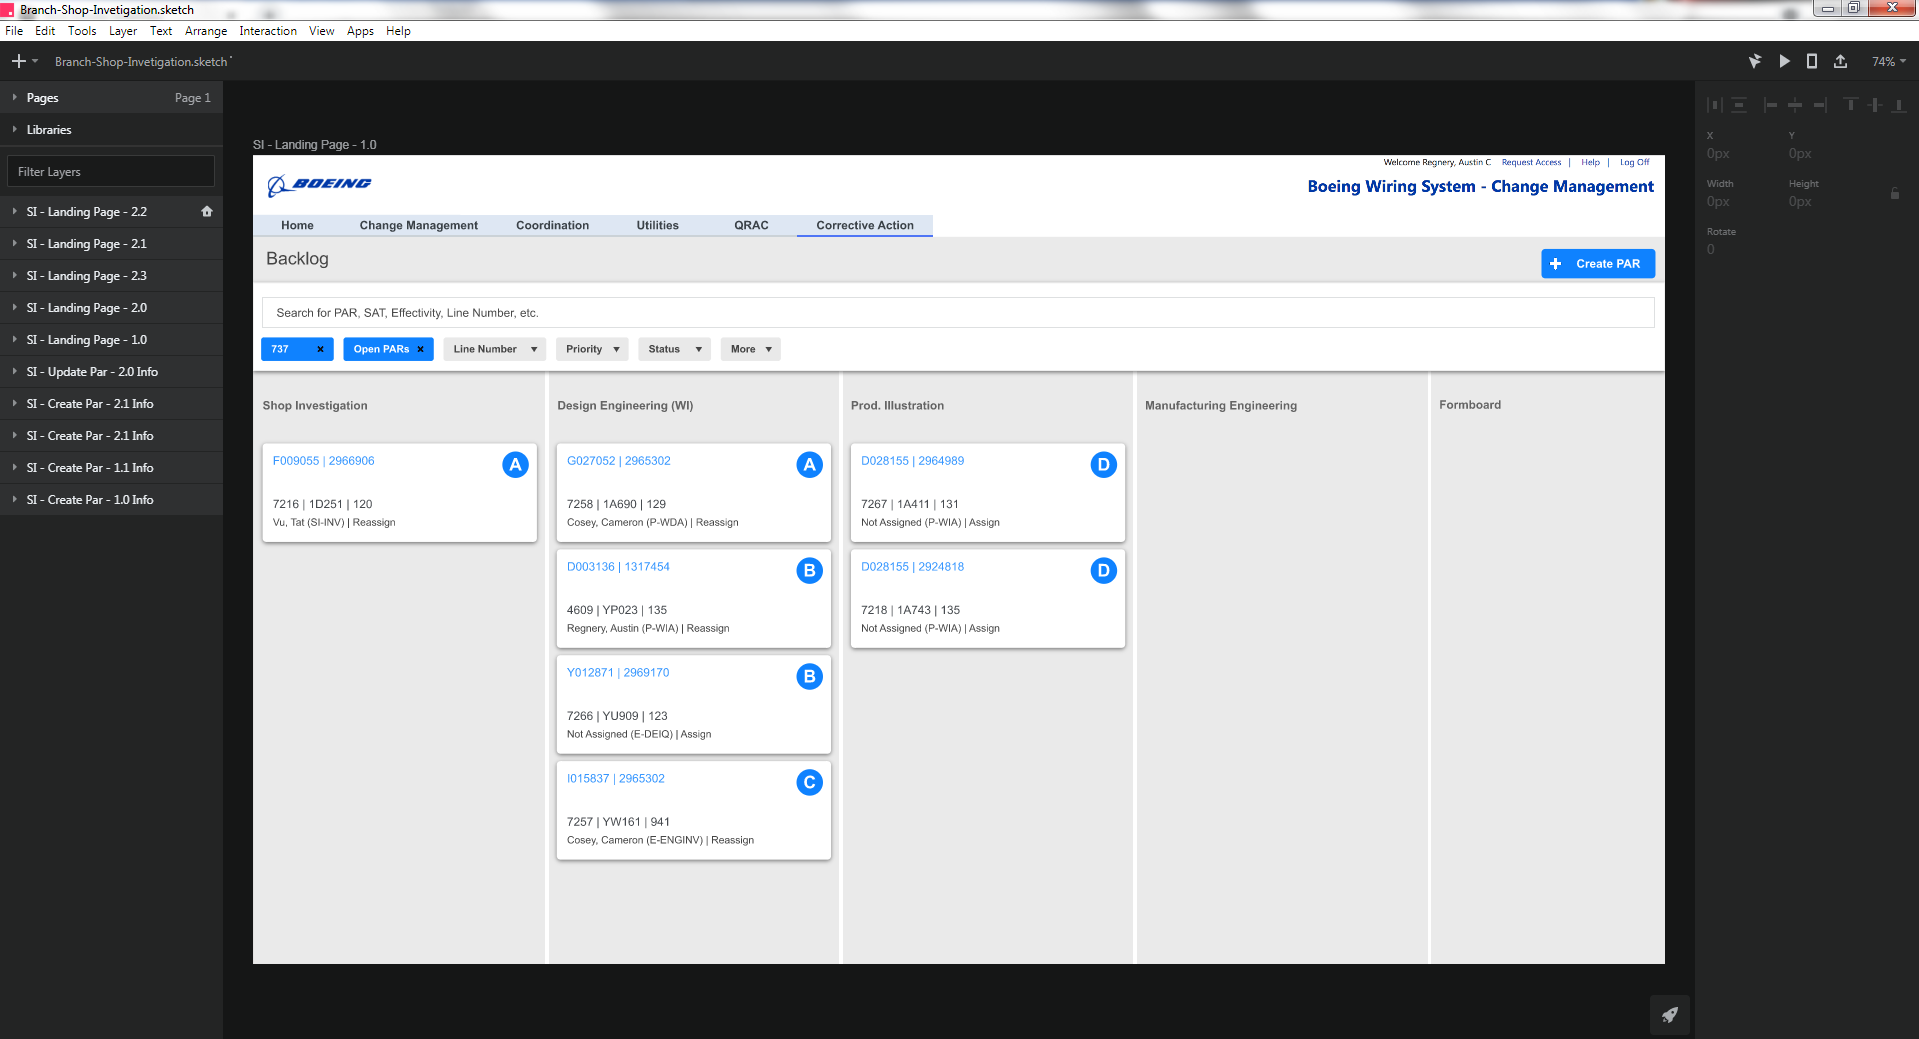 Branch-Shop-Invetigation.sketch
File Edit Tools Layer Text Arrange Interaction View Apps Help
Branch-Shop-Invetigation.sketch*
74%
Pages Page 1
Libraries
Filter Layers
SI - Landing Page - 2.2
SI - Landing Page - 2.1
SI - Landing Page - 2.3
SI - Landing Page - 2.0
SI - Landing Page - 1.0
SI - Update Par - 2.0 Info
SI - Create Par - 2.1 Info
SI - Create Par - 2.1 Info
SI - Create Par - 1.1 Info
SI - Create Par - 1.0 Info
SI - Landing Page - 1.0
Welcome Regnery, Austin C Request Access | Help | Log Off
BOEING
Boeing Wiring System - Change Management
Home Change Management Coordination Utilities QRAC Corrective Action
Backlog
Create PAR
Search for PAR, SAT, Effectivity, Line Number, etc.
737 × Open PARs × Line Number Priority Status More
Shop Investigation
F009055 | 2966906
A
7216 | 1D251 | 120
Vu, Tat (SI-INV) | Reassign
Design Engineering (WI)
G027052 | 2965302
A
7258 | 1A690 | 129
Cosey, Cameron (P-WDA) | Reassign
D003136 | 1317454
B
4609 | YP023 | 135
Regnery, Austin (P-WIA) | Reassign
Y012871 | 2969170
B
7266 | YU909 | 123
Not Assigned (E-DEIQ) | Assign
I015837 | 2965302
C
7257 | YW161 | 941
Cosey, Cameron (E-ENGINV) | Reassign
Prod. Illustration
D028155 | 2964989
D
7267 | 1A411 | 131
Not Assigned (P-WIA) | Assign
D028155 | 2924818
D
7218 | 1A743 | 135
Not Assigned (P-WIA) | Assign
Manufacturing Engineering
Formboard
X Y
0px 0px
Width Height
0px 0px
Rotate
0